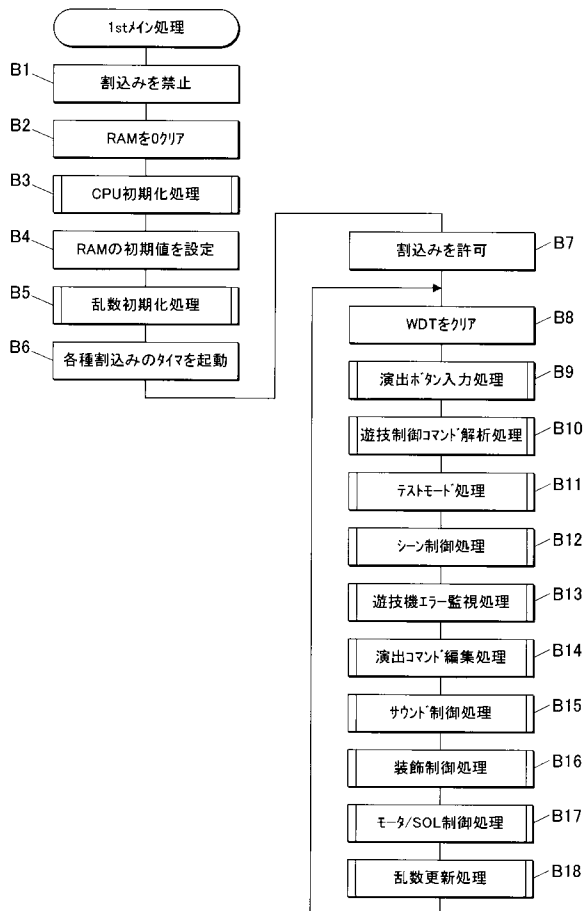 1stメイン処理
B1
割込みを禁止
B2
RAMを0クリア
B3
CPU初期化処理
B4
RAMの初期値を設定
B5
乱数初期化処理
B6
各種割込みのタイマを起動
割込みを許可
B7
WDTをクリア
B8
演出ボタン入力処理
B9
遊技制御コマンド解析処理
B10
テストモード処理
B11
シーン制御処理
B12
遊技機エラー監視処理
B13
演出コマンド編集処理
B14
サウンド制御処理
B15
装飾制御処理
B16
モータ/SOL制御処理
B17
乱数更新処理
B18